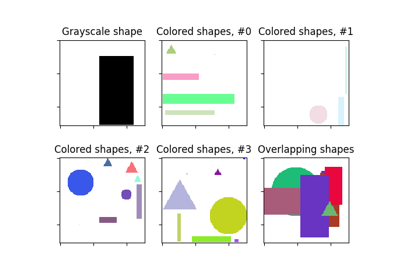 Grayscale shape
Colored shapes, #0
Colored shapes, #1
Colored shapes, #2
Colored shapes, #3
Overlapping shapes